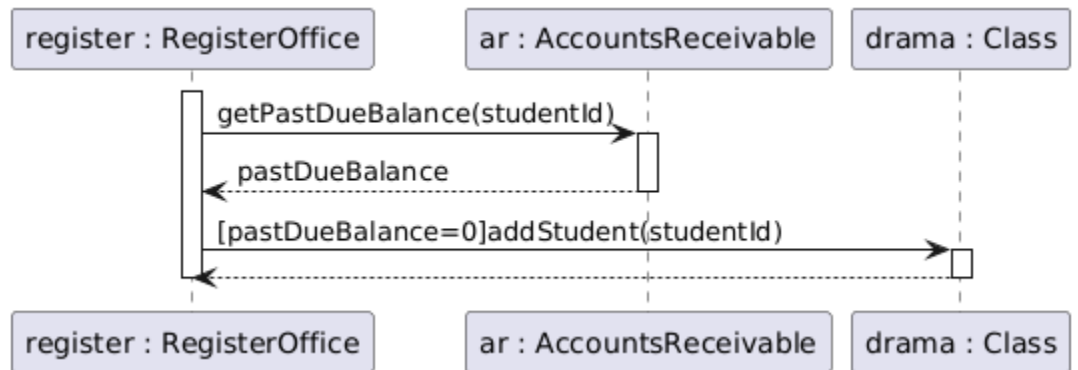 register : RegisterOffice
ar : AccountsReceivable
drama : Class
getPastDueBalance(studentId)
pastDueBalance
[pastDueBalance=0]addStudent(studentId)
register : RegisterOffice
ar : AccountsReceivable
drama : Class